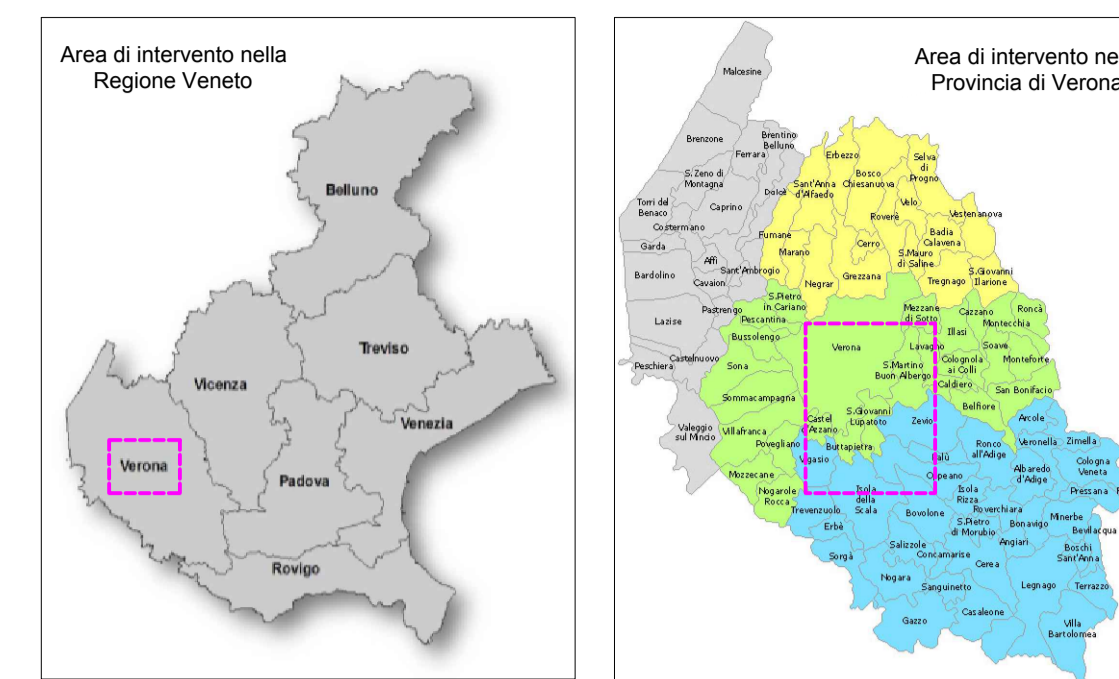 Area di intervento nella
Regione Veneto
Belluno
Treviso
Vicenza
Venezia
Verona
Padova
Rovigo
Area di intervento ne
Provincia di Verona
Malcesine
Brenzone
Brentino
Belluno
Ferrara
Erbezzo
Selva
di
Progno
Bosco
Chiesanuova
S.Zeno di
Montagna
Dolcè
Sant'Anna
d'Alfaedo
Torri del
Benaco
Caprino
Velo
Vestenanova
Roverè
Costermano
Fumane
Badia
Calavena
Garda
Marano
Cerro
S.Mauro
di Saline
Affi
Sant'Ambrogio
Bardolino
Cavaion
Negrar
Grezzana
Tregnago
S.Giovanni
Ilarione
S.Pietro
in Cariano
Pastrengo
Pescantina
Mezzane
di Sotto
Cazzano
Roncà
Lazise
Montecchia
Bussolengo
Illasi
Verona
Lavagno
Soave
Castelnuovo
Peschiera
Sona
S.Martino
Buon Albergo
Colognola
ai Colli
Monteforte
Caldiero
San Bonifacio
Sommacampagna
Belfiore
Castel
d'Azzano
S.Giovanni
Lupatoto
Zevio
Arcole
Valeggio
sul Mincio
Villafranca
Povegliano
Buttapietra
Ronco
all'Adige
Veronella
Zimella
Vigasio
Palù
Albaredo
d'Adige
Cologna
Veneta
Mozzecane
Oppeano
Nogarole
Rocca
Isola
della
Scala
Isola
Rizza
Pressana
Trevenzuolo
Bovolone
Roverchiara
Minerbe
Erbè
S.Pietro
di Morubio
Bonavigo
Bevilacqua
Angiari
Salizzole
Concamarise
Boschi
Sant'Anna
Sorgà
Cerea
Nogara
Sanguinetto
Legnago
Terrazzo
Casaleone
Gazzo
Villa
Bartolomea